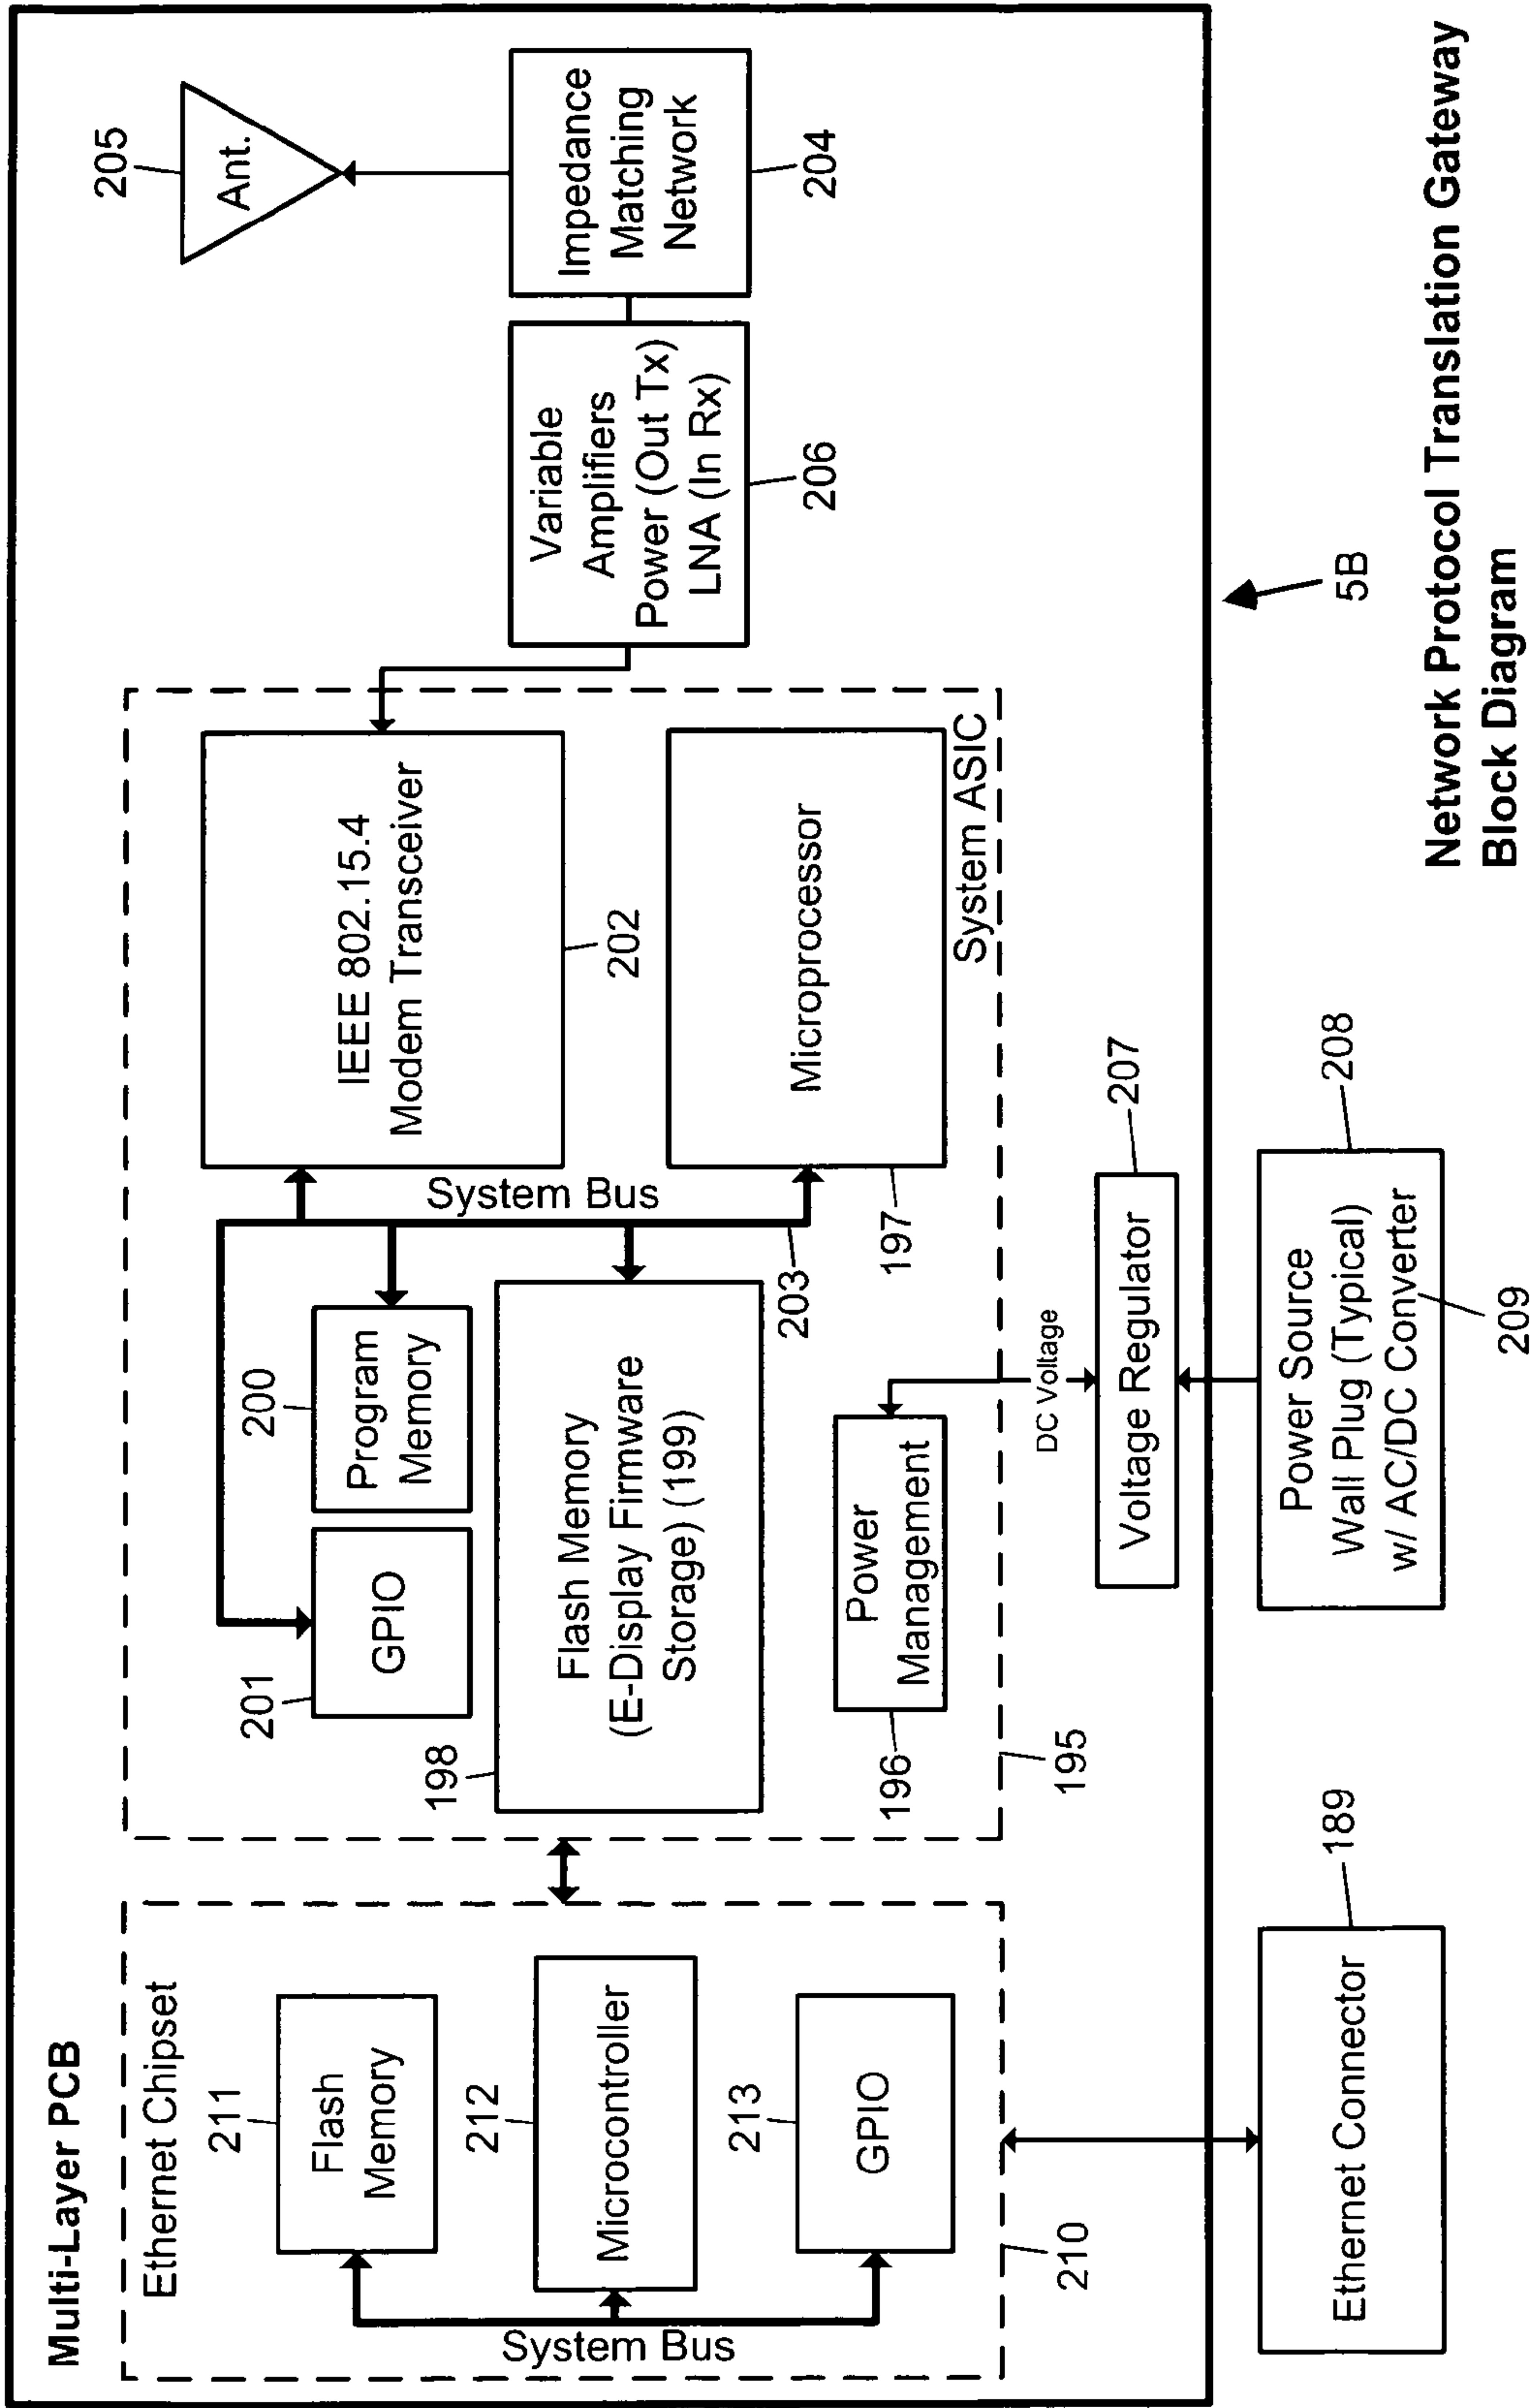 Multi-Layer PCB
Ethernet Chipset
211
Flash
Memory
212
Microcontroller
213
GPIO
System Bus
210
Ethernet Connector
189
201
GPIO
200
Program
Memory
198
Flash Memory
(E-Display Firmware
Storage) (199)
System Bus
203
IEEE 802.15.4
Modem Transceiver
202
Microprocessor
197
System ASIC
Power
Management
196
195
DC Voltage
Voltage Regulator
207
Power Source
Wall Plug (Typical)
w/ AC/DC Converter
208
209
205
Ant.
Variable
Amplifiers
Power (Out Tx)
LNA (In Rx)
206
Impedance
Matching
Network
204
5B
Network Protocol Translation Gateway
Block Diagram